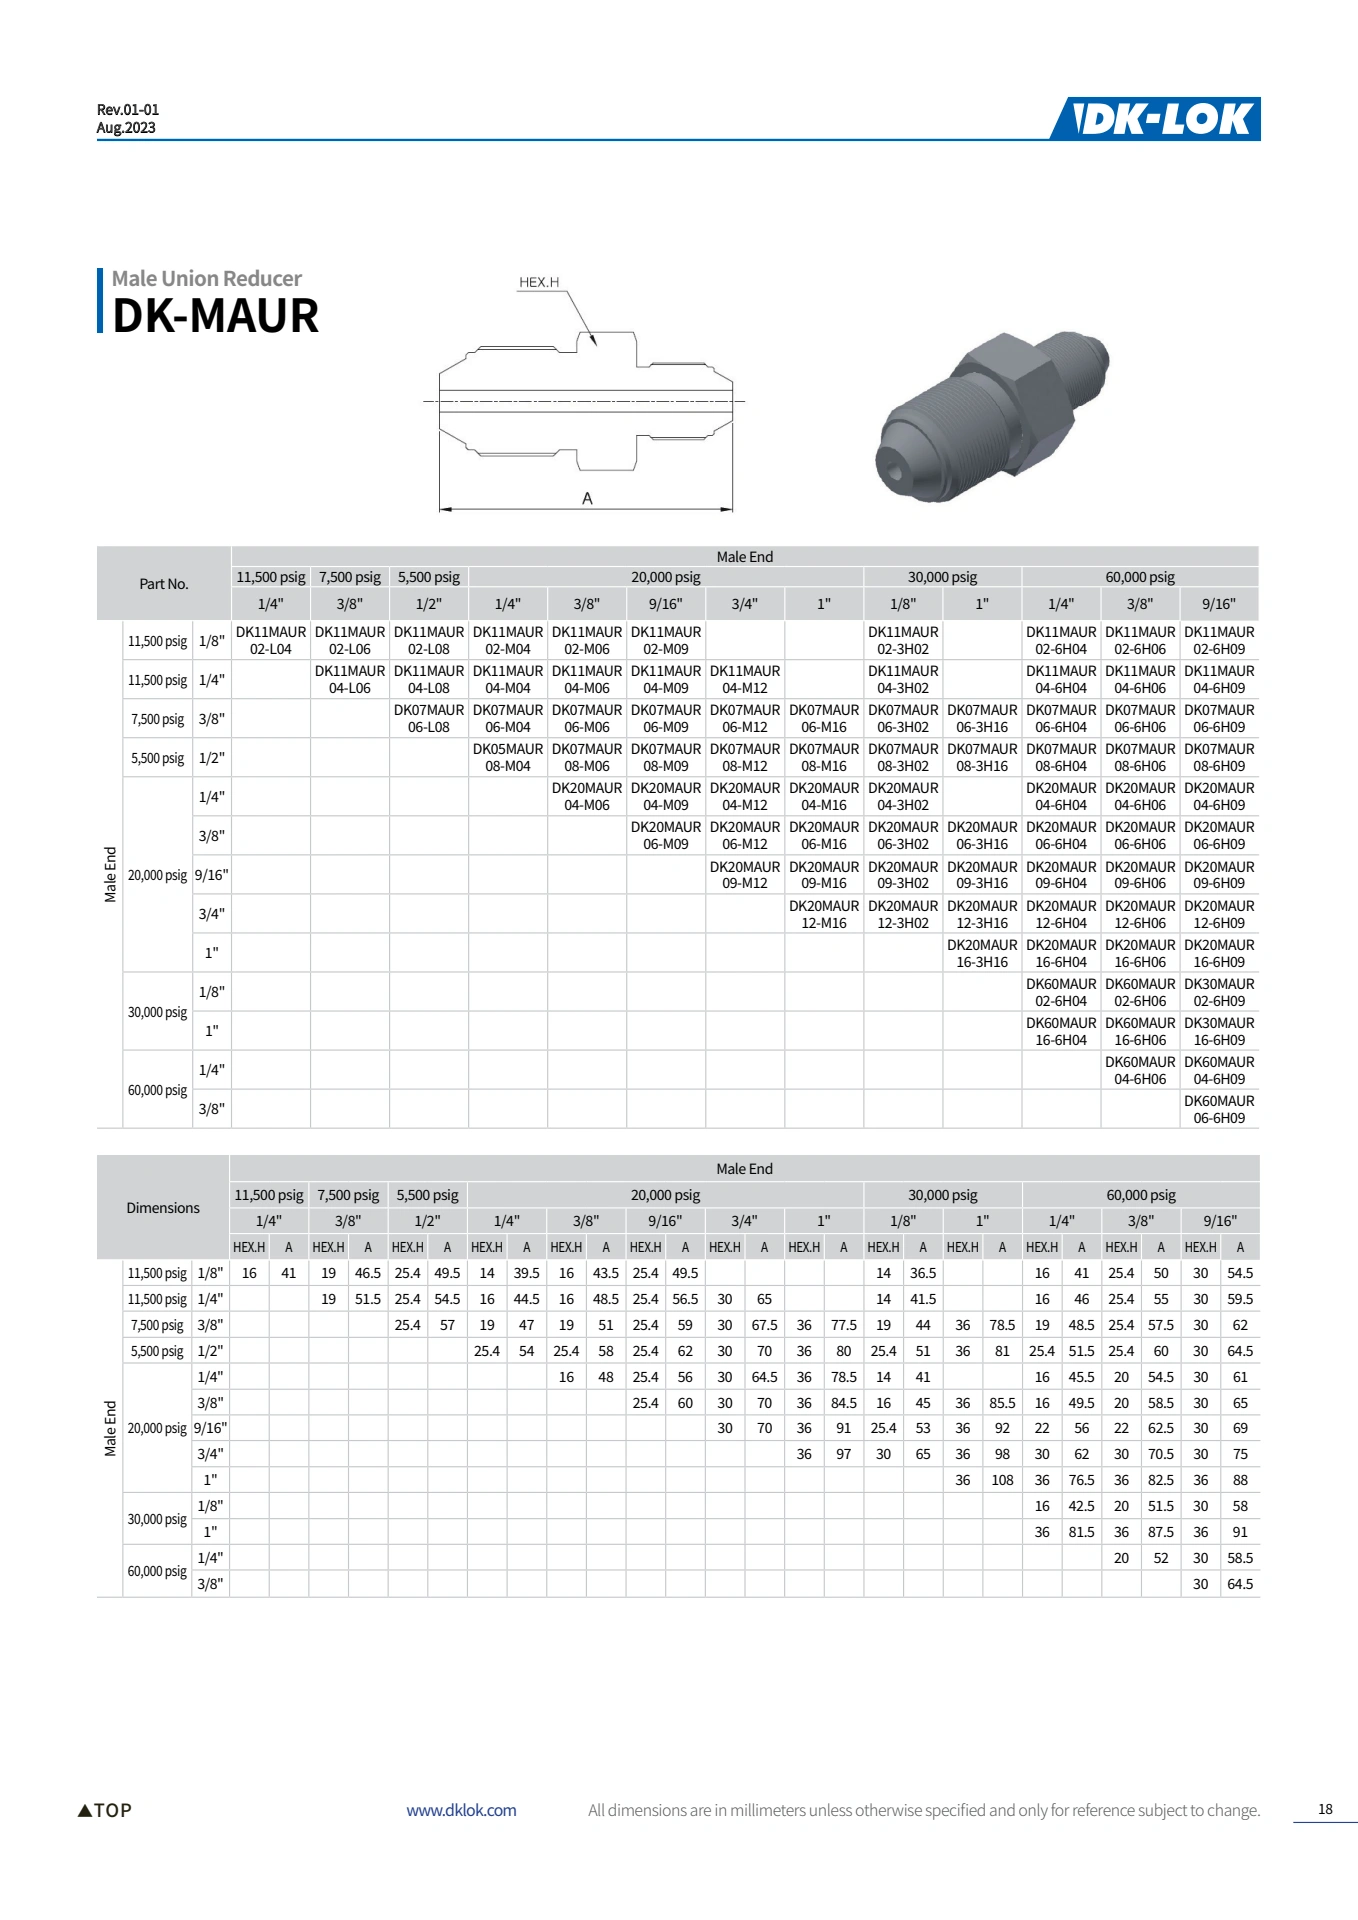 Rev.01-01
Aug.2023
DK-LOK
Male Union Reducer
DK-MAUR
HEX.H
A
Part No. Male End
11,500 psig 7,500 psig 5,500 psig 20,000 psig 30,000 psig 60,000 psig
1/4" 3/8" 1/2" 1/4" 3/8" 9/16" 3/4" 1" 1/8" 1" 1/4" 3/8" 9/16"
Male End
11,500 psig 1/8" DK11MAUR DK11MAUR DK11MAUR DK11MAUR DK11MAUR DK11MAUR DK11MAUR DK11MAUR DK11MAUR DK11MAUR
02-L04 02-L06 02-L08 02-M04 02-M06 02-M09 02-3H02 02-6H04 02-6H06 02-6H09
11,500 psig 1/4" DK11MAUR DK11MAUR DK11MAUR DK11MAUR DK11MAUR DK11MAUR DK11MAUR DK11MAUR DK11MAUR DK11MAUR
04-L06 04-L08 04-M04 04-M06 04-M09 04-M12 04-3H02 04-6H04 04-6H06 04-6H09
7,500 psig 3/8" DK07MAUR DK07MAUR DK07MAUR DK07MAUR DK07MAUR DK07MAUR DK07MAUR DK07MAUR DK07MAUR DK07MAUR DK07MAUR
06-L08 06-M04 06-M06 06-M09 06-M12 06-M16 06-3H02 06-3H16 06-6H04 06-6H06 06-6H09
5,500 psig 1/2" DK05MAUR DK07MAUR DK07MAUR DK07MAUR DK07MAUR DK07MAUR DK07MAUR DK07MAUR DK07MAUR DK07MAUR
08-M04 08-M06 08-M09 08-M12 08-M16 08-3H02 08-3H16 08-6H04 08-6H06 08-6H09
20,000 psig
1/4" DK20MAUR DK20MAUR DK20MAUR DK20MAUR DK20MAUR DK20MAUR DK20MAUR DK20MAUR
04-M06 04-M09 04-M12 04-M16 04-3H02 04-6H04 04-6H06 04-6H09
3/8" DK20MAUR DK20MAUR DK20MAUR DK20MAUR DK20MAUR DK20MAUR DK20MAUR DK20MAUR
06-M09 06-M12 06-M16 06-3H02 06-3H16 06-6H04 06-6H06 06-6H09
9/16" DK20MAUR DK20MAUR DK20MAUR DK20MAUR DK20MAUR DK20MAUR DK20MAUR
09-M12 09-M16 09-3H02 09-3H16 09-6H04 09-6H06 09-6H09
3/4" DK20MAUR DK20MAUR DK20MAUR DK20MAUR DK20MAUR DK20MAUR
12-M16 12-3H02 12-3H16 12-6H04 12-6H06 12-6H09
1" DK20MAUR DK20MAUR DK20MAUR DK20MAUR
16-3H16 16-6H04 16-6H06 16-6H09
30,000 psig
1/8" DK60MAUR DK60MAUR DK30MAUR
02-6H04 02-6H06 02-6H09
1" DK60MAUR DK60MAUR DK30MAUR
16-6H04 16-6H06 16-6H09
60,000 psig
1/4" DK60MAUR DK60MAUR
04-6H06 04-6H09
3/8" DK60MAUR
06-6H09
Dimensions Male End
11,500 psig 7,500 psig 5,500 psig 20,000 psig 30,000 psig 60,000 psig
1/4" 3/8" 1/2" 1/4" 3/8" 9/16" 3/4" 1" 1/8" 1" 1/4" 3/8" 9/16"
HEX.H A HEX.H A HEX.H A HEX.H A HEX.H A HEX.H A HEX.H A HEX.H A HEX.H A HEX.H A HEX.H A HEX.H A HEX.H A
Male End
11,500 psig 1/8" 16 41 19 46.5 25.4 49.5 14 39.5 16 43.5 25.4 49.5 14 36.5 16 41 25.4 50 30 54.5
11,500 psig 1/4" 19 51.5 25.4 54.5 16 44.5 16 48.5 25.4 56.5 30 65 14 41.5 16 46 25.4 55 30 59.5
7,500 psig 3/8" 25.4 57 19 47 19 51 25.4 59 30 67.5 36 77.5 19 44 36 78.5 19 48.5 25.4 57.5 30 62
5,500 psig 1/2" 25.4 54 25.4 58 25.4 62 30 70 36 80 25.4 51 36 81 25.4 51.5 25.4 60 30 64.5
20,000 psig
1/4" 16 48 25.4 56 30 64.5 36 78.5 14 41 16 45.5 20 54.5 30 61
3/8" 25.4 60 30 70 36 84.5 16 45 36 85.5 16 49.5 20 58.5 30 65
9/16" 30 70 36 91 25.4 53 36 92 22 56 22 62.5 30 69
3/4" 36 97 30 65 36 98 30 62 30 70.5 30 75
1" 36 108 36 76.5 36 82.5 36 88
30,000 psig
1/8" 16 42.5 20 51.5 30 58
1" 36 81.5 36 87.5 36 91
60,000 psig
1/4" 20 52 30 58.5
3/8" 30 64.5
▲TOP www.dklok.com All dimensions are in millimeters unless otherwise specified and only for reference subject to change. 18